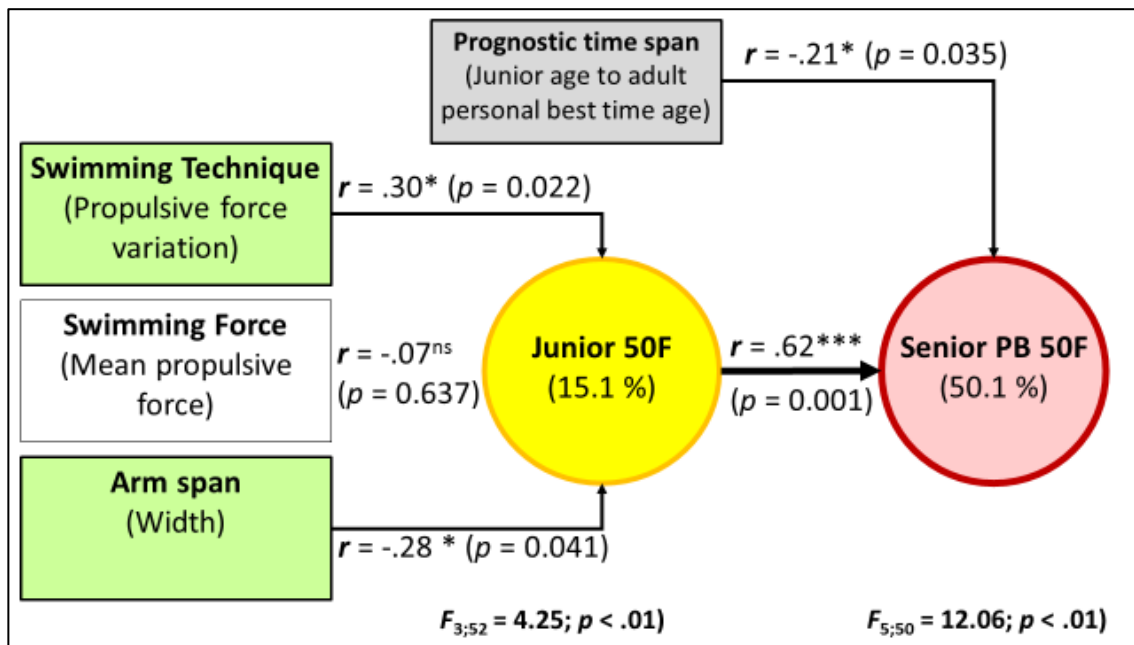 Prognostic time span
(Junior age to adult
personal best time age)
r = -.21* (p = 0.035)
Swimming Technique
(Propulsive force
variation)
r = .30* (p = 0.022)
Swimming Force
(Mean propulsive
force)
r = -.07ns
(p = 0.637)
Junior 50F
(15.1 %)
r = .62***
(p = 0.001)
Senior PB 50F
(50.1 %)
Arm span
(Width)
r = -.28 * (p = 0.041)
F3;52 = 4.25; p < .01)
F5;50 = 12.06; p < .01)